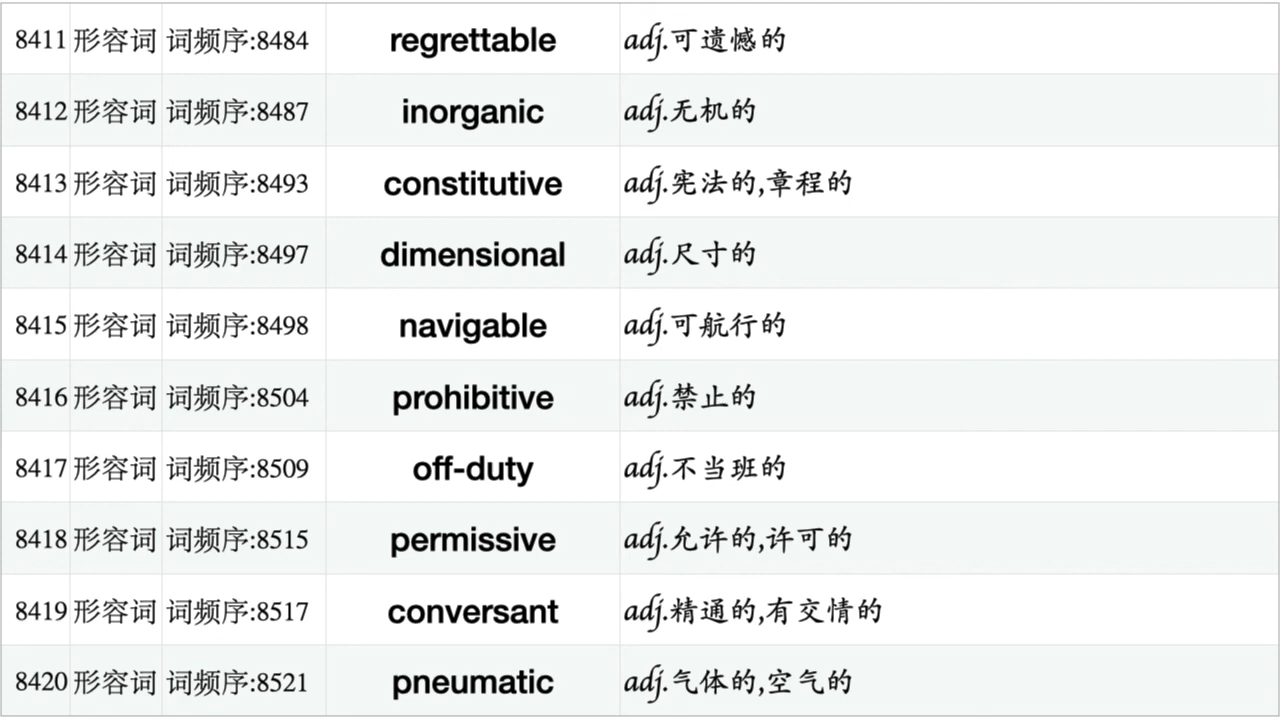 8411 形容词 词频序:8484 regrettable adj.可遗憾的
8412 形容词 词频序:8487 inorganic adj.无机的
8413 形容词 词频序:8493 constitutive adj.宪法的,章程的
8414 形容词 词频序:8497 dimensional adj.尺寸的
8415 形容词 词频序:8498 navigable adj.可航行的
8416 形容词 词频序:8504 prohibitive adj.禁止的
8417 形容词 词频序:8509 off-duty adj.不当班的
8418 形容词 词频序:8515 permissive adj.允许的,许可的
8419 形容词 词频序:8517 conversant adj.精通的,有交情的
8420 形容词 词频序:8521 pneumatic adj.气体的,空气的